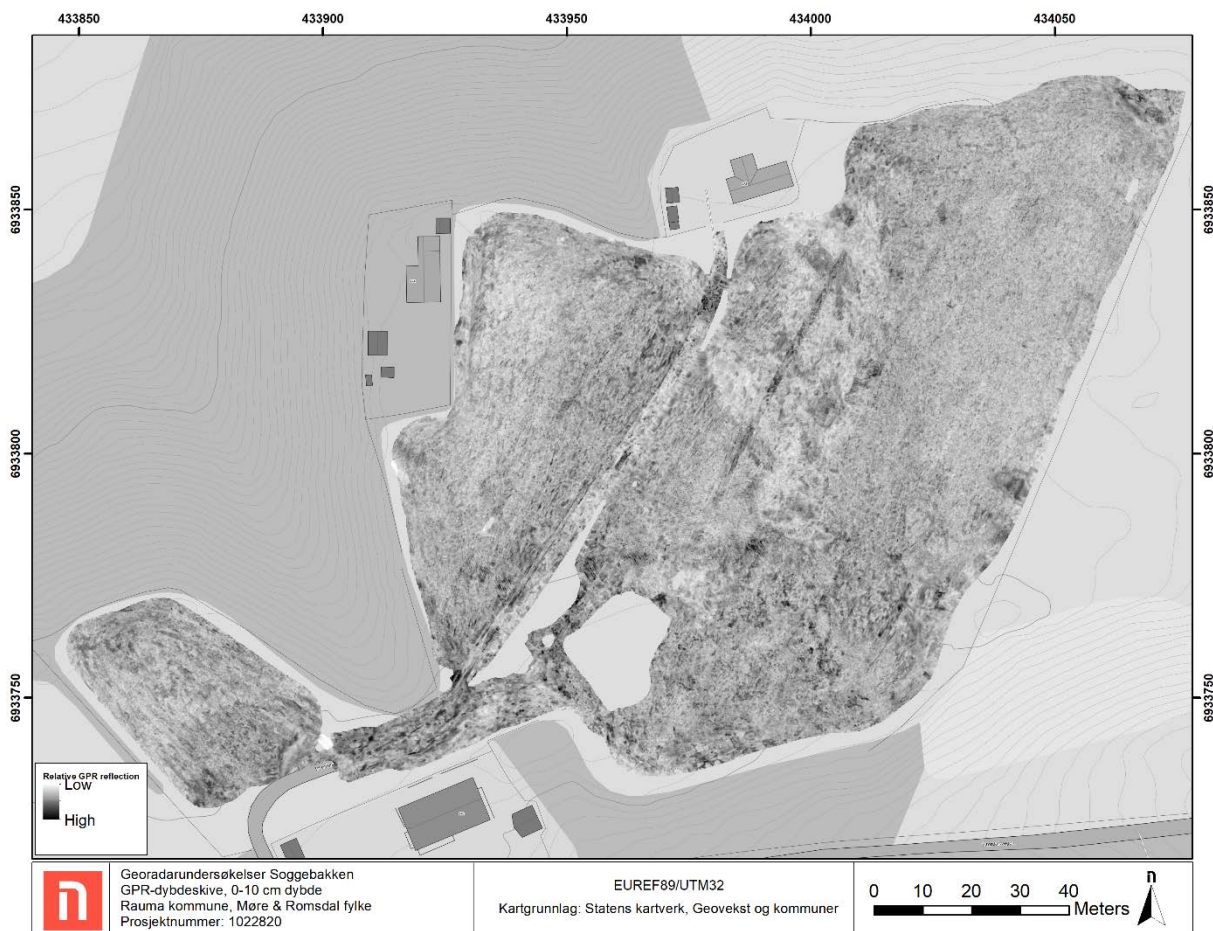 433850 433900 433950 434000 434050
6933850 6933850
6933800 6933800
6933750 6933750
Relative GPR reflection
Low
High
n
Georadarundersøkelser Soggebakken
GPR-dybdeskive, 0-10 cm dybde
Rauma kommune, Møre & Romsdal fylke
Prosjektnummer: 1022820
EUREF89/UTM32
Kartgrunnlag: Statens kartverk, Geovekst og kommuner
0 10 20 30 40
Meters
n